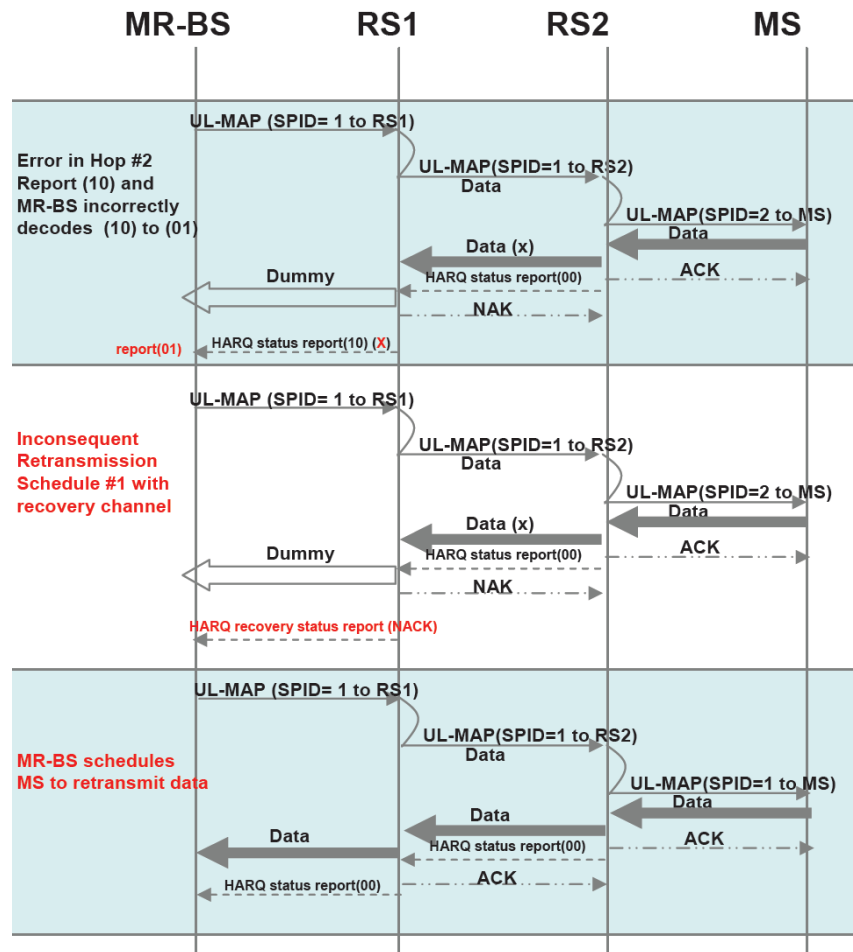 MR-BS RS1 RS2 MS
UL-MAP (SPID= 1 to RS1)
Error in Hop #2
Report (10) and
MR-BS incorrectly
decodes (10) to (01)
UL-MAP(SPID=1 to RS2)
Data
UL-MAP(SPID=2 to MS)
Data
Data (x)
HARQ status report(00)
ACK
Dummy
NAK
report(01)
HARQ status report(10) (X)
UL-MAP (SPID= 1 to RS1)
Inconsequent
Retransmission
Schedule #1 with
recovery channel
UL-MAP(SPID=1 to RS2)
Data
UL-MAP(SPID=2 to MS)
Data
Data (x)
HARQ status report(00)
ACK
Dummy
NAK
HARQ recovery status report (NACK)
UL-MAP (SPID= 1 to RS1)
MR-BS schedules
MS to retransmit data
UL-MAP(SPID=1 to RS2)
Data
UL-MAP(SPID=1 to MS)
Data
Data
HARQ status report(00)
ACK
Data
HARQ status report(00)
ACK